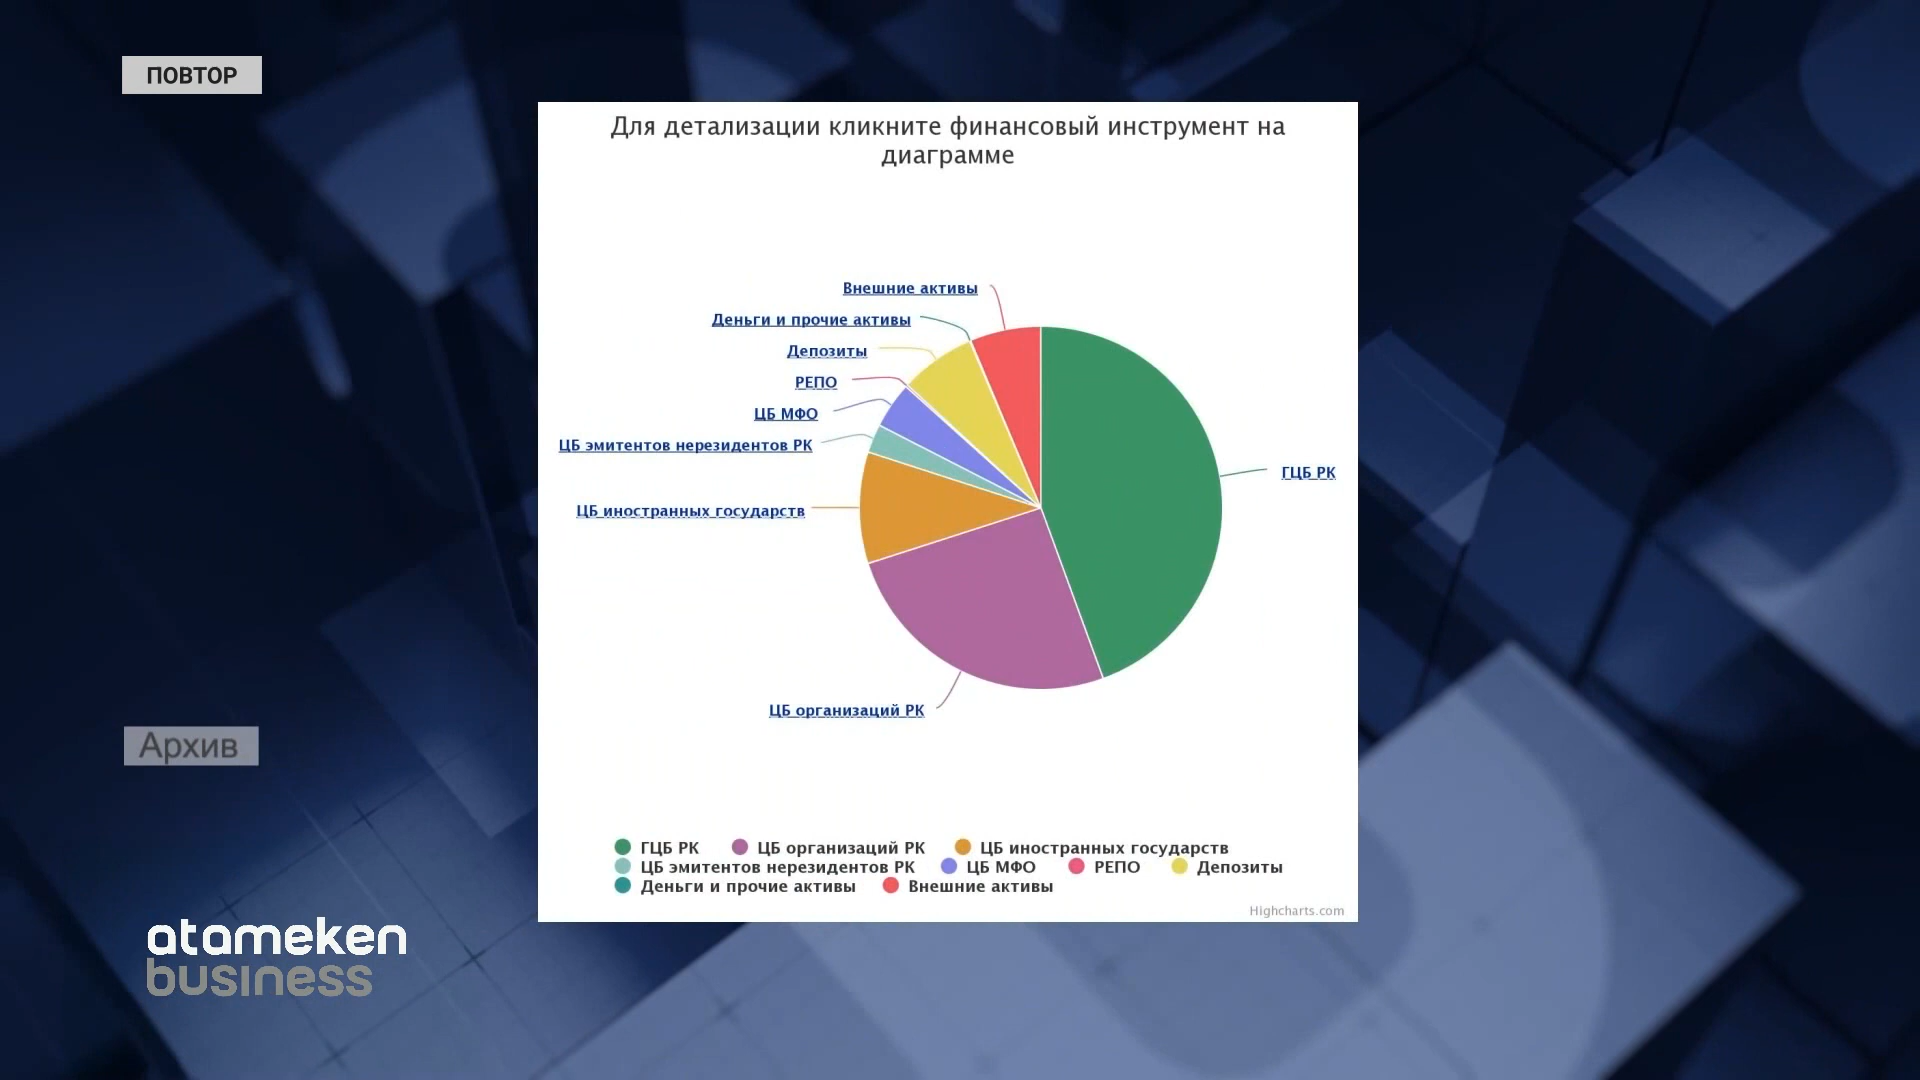 ПОВТОР
Для детализации кликните финансовый инструмент на
диаграмме
Внешние активы
Деньги и прочие активы
Депозиты
РЕПО
ЦБ МФО
ЦБ эмитентов нерезидентов РК
ГЦБ РК
ЦБ иностранных государств
ЦБ организаций РК
Архив
ГЦБ РК ЦБ организаций РК ЦБ иностранных государств
ЦБ эмитентов нерезидентов РК ЦБ МФО РЕПО Депозиты
Деньги и прочие активы Внешние активы
Highcharts.com
atameken
business